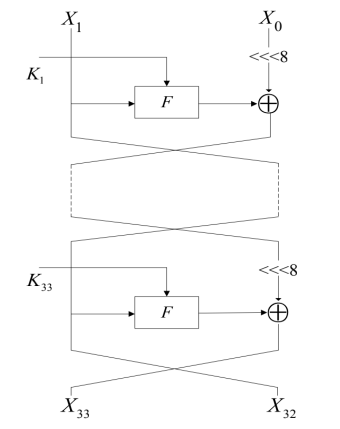 X₁ X₀
<<<8
K₁
F
<<<8
K₃₃
F
X₃₃ X₃₂